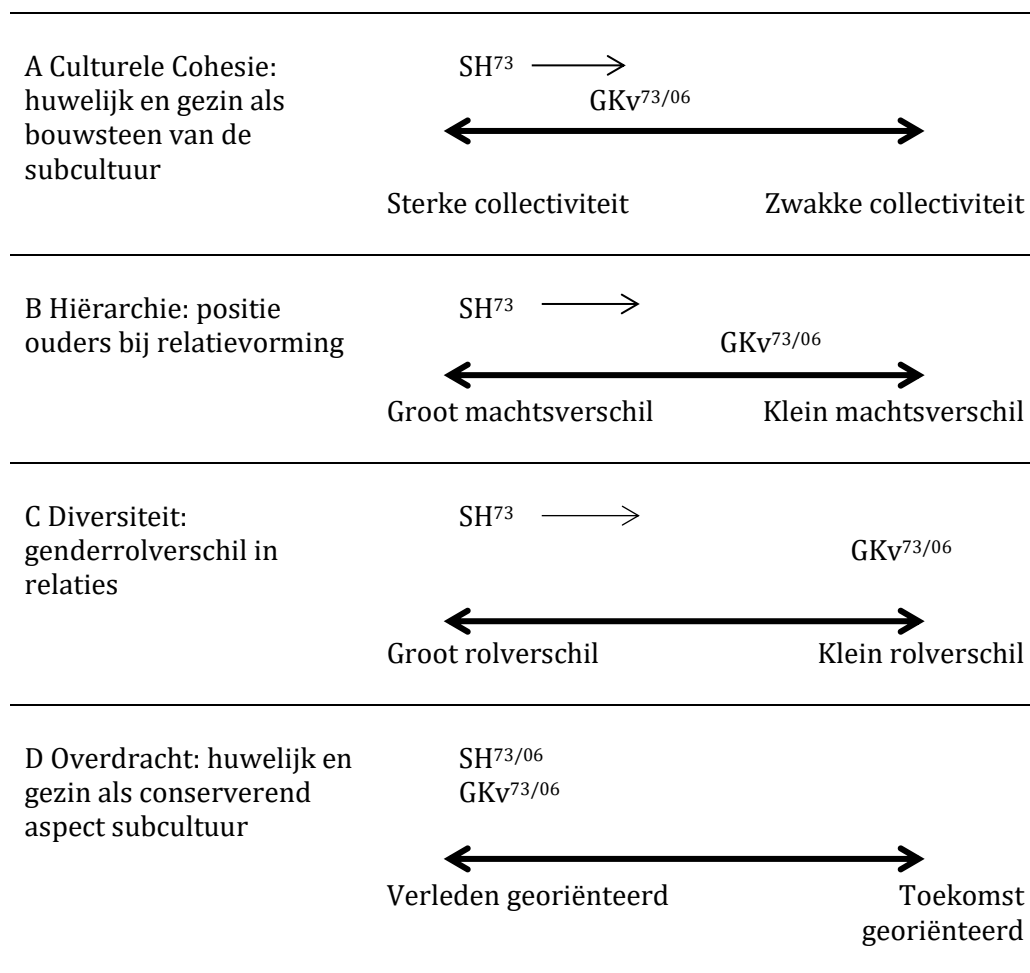 A Culturele Cohesie:
huwelijk en gezin als
bouwsteen van de
subcultuur
SH73
GKv73/06
Sterke collectiviteit
Zwakke collectiviteit
B Hiërarchie: positie
ouders bij relatievorming
SH73
GKv73/06
Groot machtsverschil
Klein machtsverschil
C Diversiteit:
genderrolverschil in
relaties
SH73
GKv73/06
Groot rolverschil
Klein rolverschil
D Overdracht: huwelijk en
gezin als conserverend
aspect subcultuur
SH73/06
GKv73/06
Verleden georiënteerd
Toekomst
georiënteerd